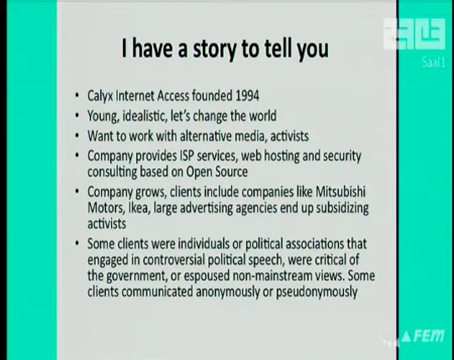 I have a story to tell you
Saal1
• Calyx Internet Access founded 1994
• Young, idealistic, let's change the world
• Want to work with alternative media, activists
• Company provides ISP services, web hosting and security
consulting based on Open Source
• Company grows, clients include companies like Mitsubishi
Motors, Ikea, large advertising agencies end up subsidizing
activists
• Some clients were individuals or political associations that
engaged in controversial political speech, were critical of
the government, or espoused non-mainstream views. Some
clients communicated anonymously or pseudonymously
FEM